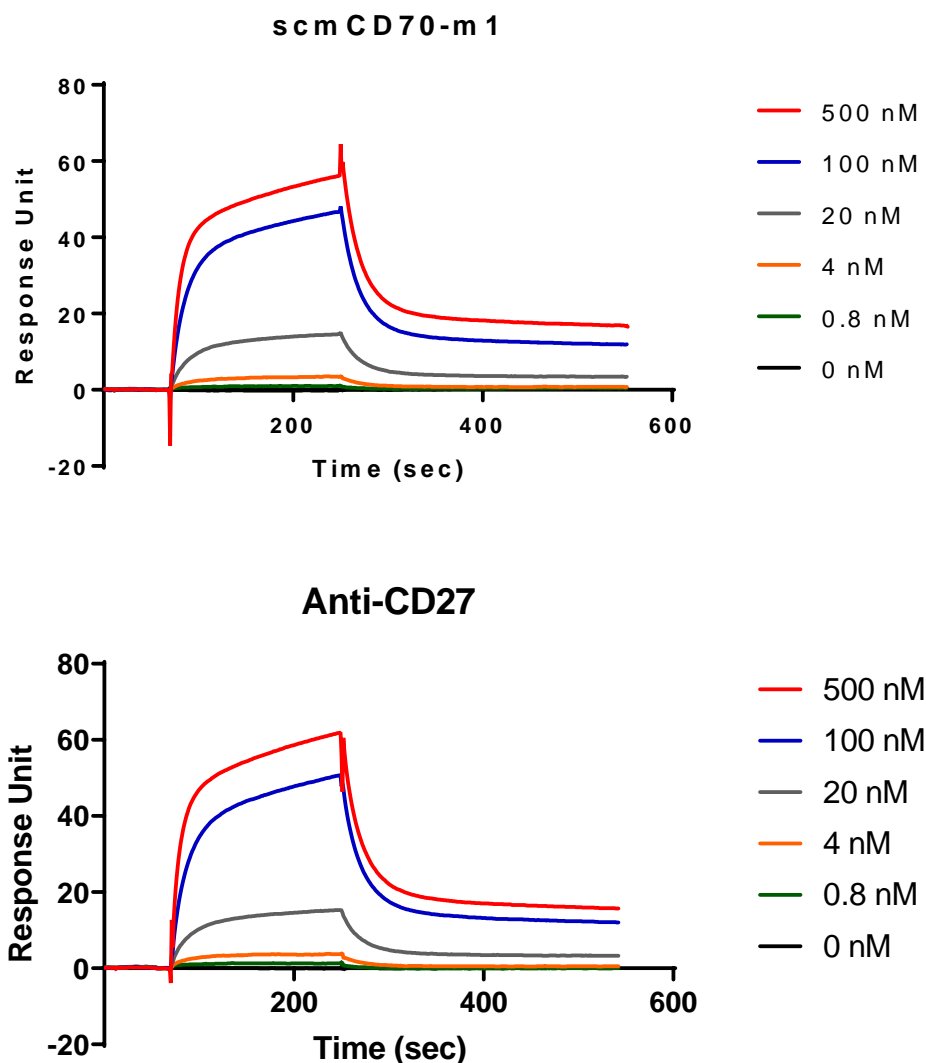 scmCD70-m1
80
60
40
20
0
-20
Response Unit
200
400
600
Time (sec)
500 nM
100 nM
20 nM
4 nM
0.8 nM
0 nM
Anti-CD27
80
60
40
20
0
-20
Response Unit
200
400
600
Time (sec)
500 nM
100 nM
20 nM
4 nM
0.8 nM
0 nM